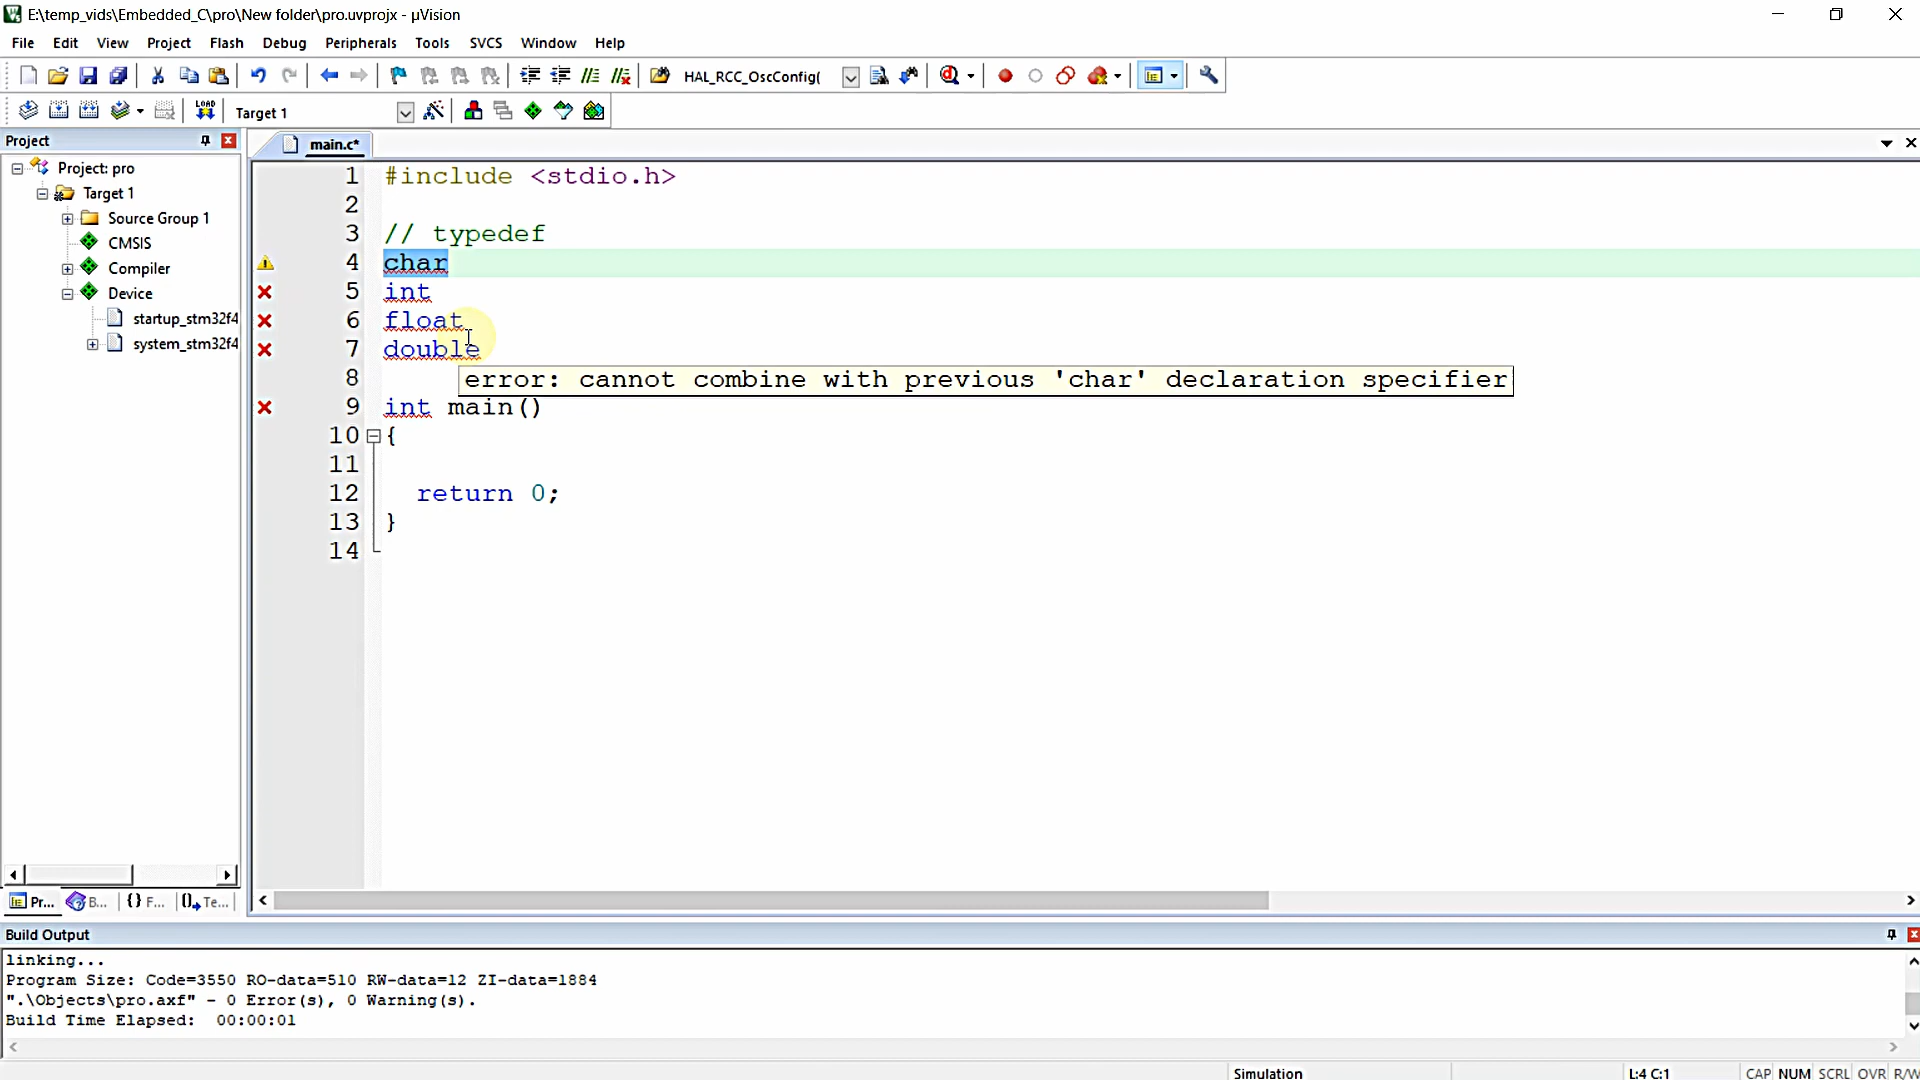 E:\temp_vids\Embedded_C\pro\New folder\pro.uvprojx - µVision
File Edit View Project Flash Debug Peripherals Tools SVCS Window Help
HAL_RCC_OscConfig(
LOAD Target 1
Project
main.c*
Project: pro
Target 1
Source Group 1
CMSIS
Compiler
Device
startup_stm32f4
system_stm32f4
1 #include <stdio.h>
2
3 // typedef
4 char
5 int
6 float
7 double
8
error: cannot combine with previous 'char' declaration specifier
9 int main()
10 {
11
12 return 0;
13 }
14
Pr... B... {} F... Te...
Build Output
linking...
Program Size: Code=3550 RO-data=510 RW-data=12 ZI-data=1884
".\Objects\pro.axf" - 0 Error(s), 0 Warning(s).
Build Time Elapsed: 00:00:01
Simulation L:4 C:1 CAP NUM SCRL OVR R/W